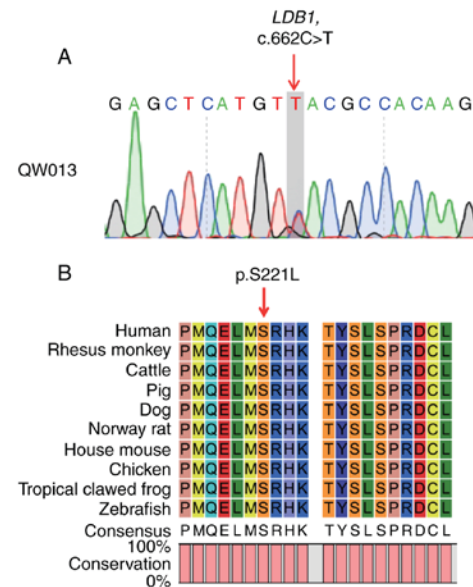 LDB1,
c.662C>T
A
GAGCTCATGTTACGCCACAAG
QW013
B
p.S221L
Human PMQELMSRHK TYSLSPRDCL
Rhesus monkey PMQELMSRHK TYSLSPRDCL
Cattle PMQELMSRHK TYSLSPRDCL
Pig PMQELMSRHK TYSLSPRDCL
Dog PMQELMSRHK TYSLSPRDCL
Norway rat PMQELMSRHK TYSLSPRDCL
House mouse PMQELMSRHK TYSLSPRDCL
Chicken PMQELMSRHK TYSLSPRDCL
Tropical clawed frog PMQELMSRHK TYSLSPRDCL
Zebrafish PMQELMSRHK TYSLSPRDCL
Consensus PMQELMSRHK TYSLSPRDCL
100%
Conservation
0%